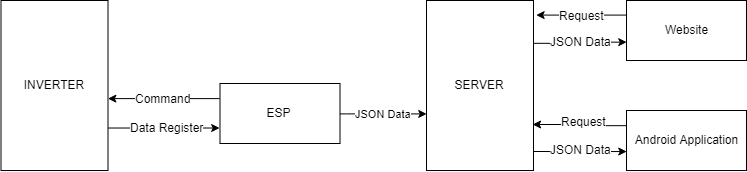 INVERTER
Command
Data Register
ESP
JSON Data
SERVER
Request
JSON Data
Website
Request
JSON Data
Android Application